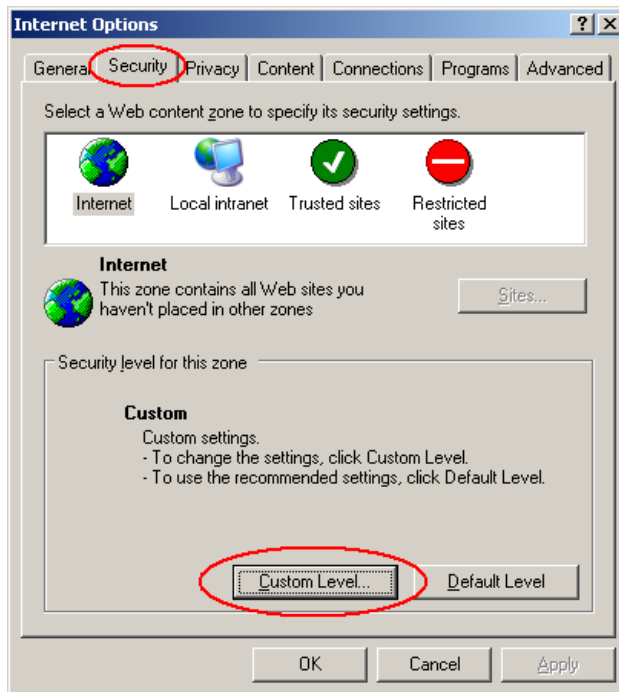 Internet Options
General Security Privacy Content Connections Programs Advanced
Select a Web content zone to specify its security settings.
Internet Local intranet Trusted sites Restricted
sites
Internet
This zone contains all Web sites you
haven't placed in other zones
Sites...
Security level for this zone
Custom
Custom settings.
- To change the settings, click Custom Level.
- To use the recommended settings, click Default Level.
Custom Level... Default Level
OK Cancel Apply